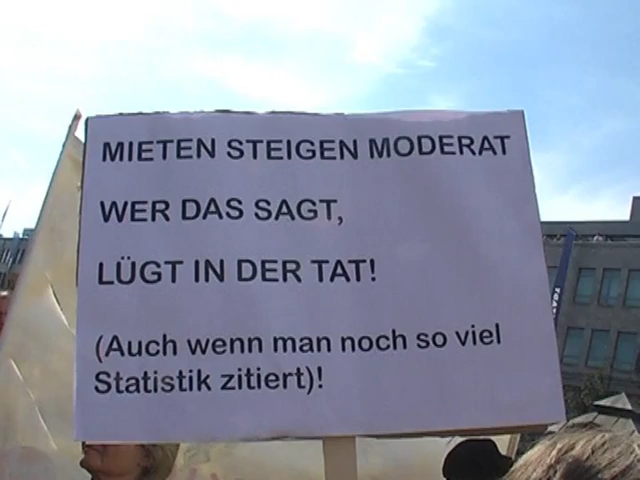 MIETEN STEIGEN MODERAT
WER DAS SAGT,
LÜGT IN DER TAT!
(Auch wenn man noch so viel
Statistik zitiert)!